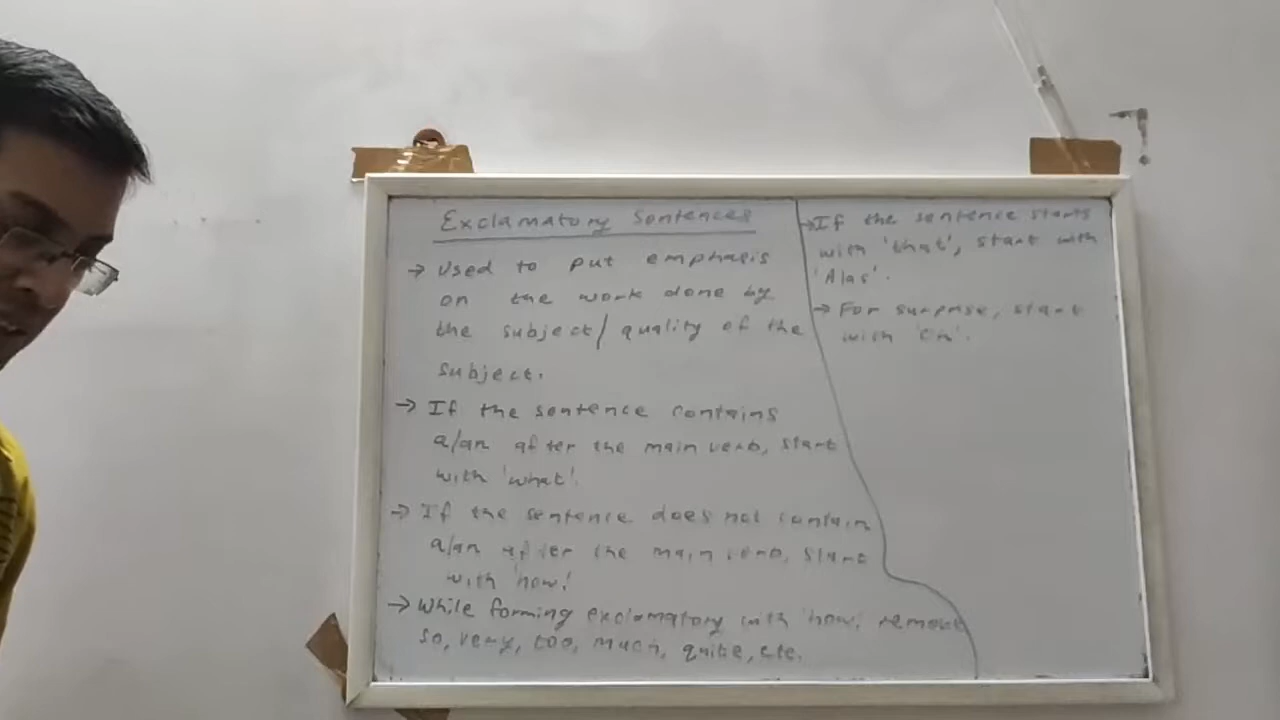 Exclamatory Sentences
→ Used to put emphasis
on the work done by
the subject/quality of the
subject.
→ If the sentence contains
a/an after the main verb, start
with 'what'.
→ If the sentence does not contain
a/an after the main verb, start
with 'how'.
→ While forming exclamatory with 'how', remove
so, very, too, much, quite, etc.
→ If the sentence starts
with 'that', start with
'Alas'.
→ For surprise, start
with 'Oh'.